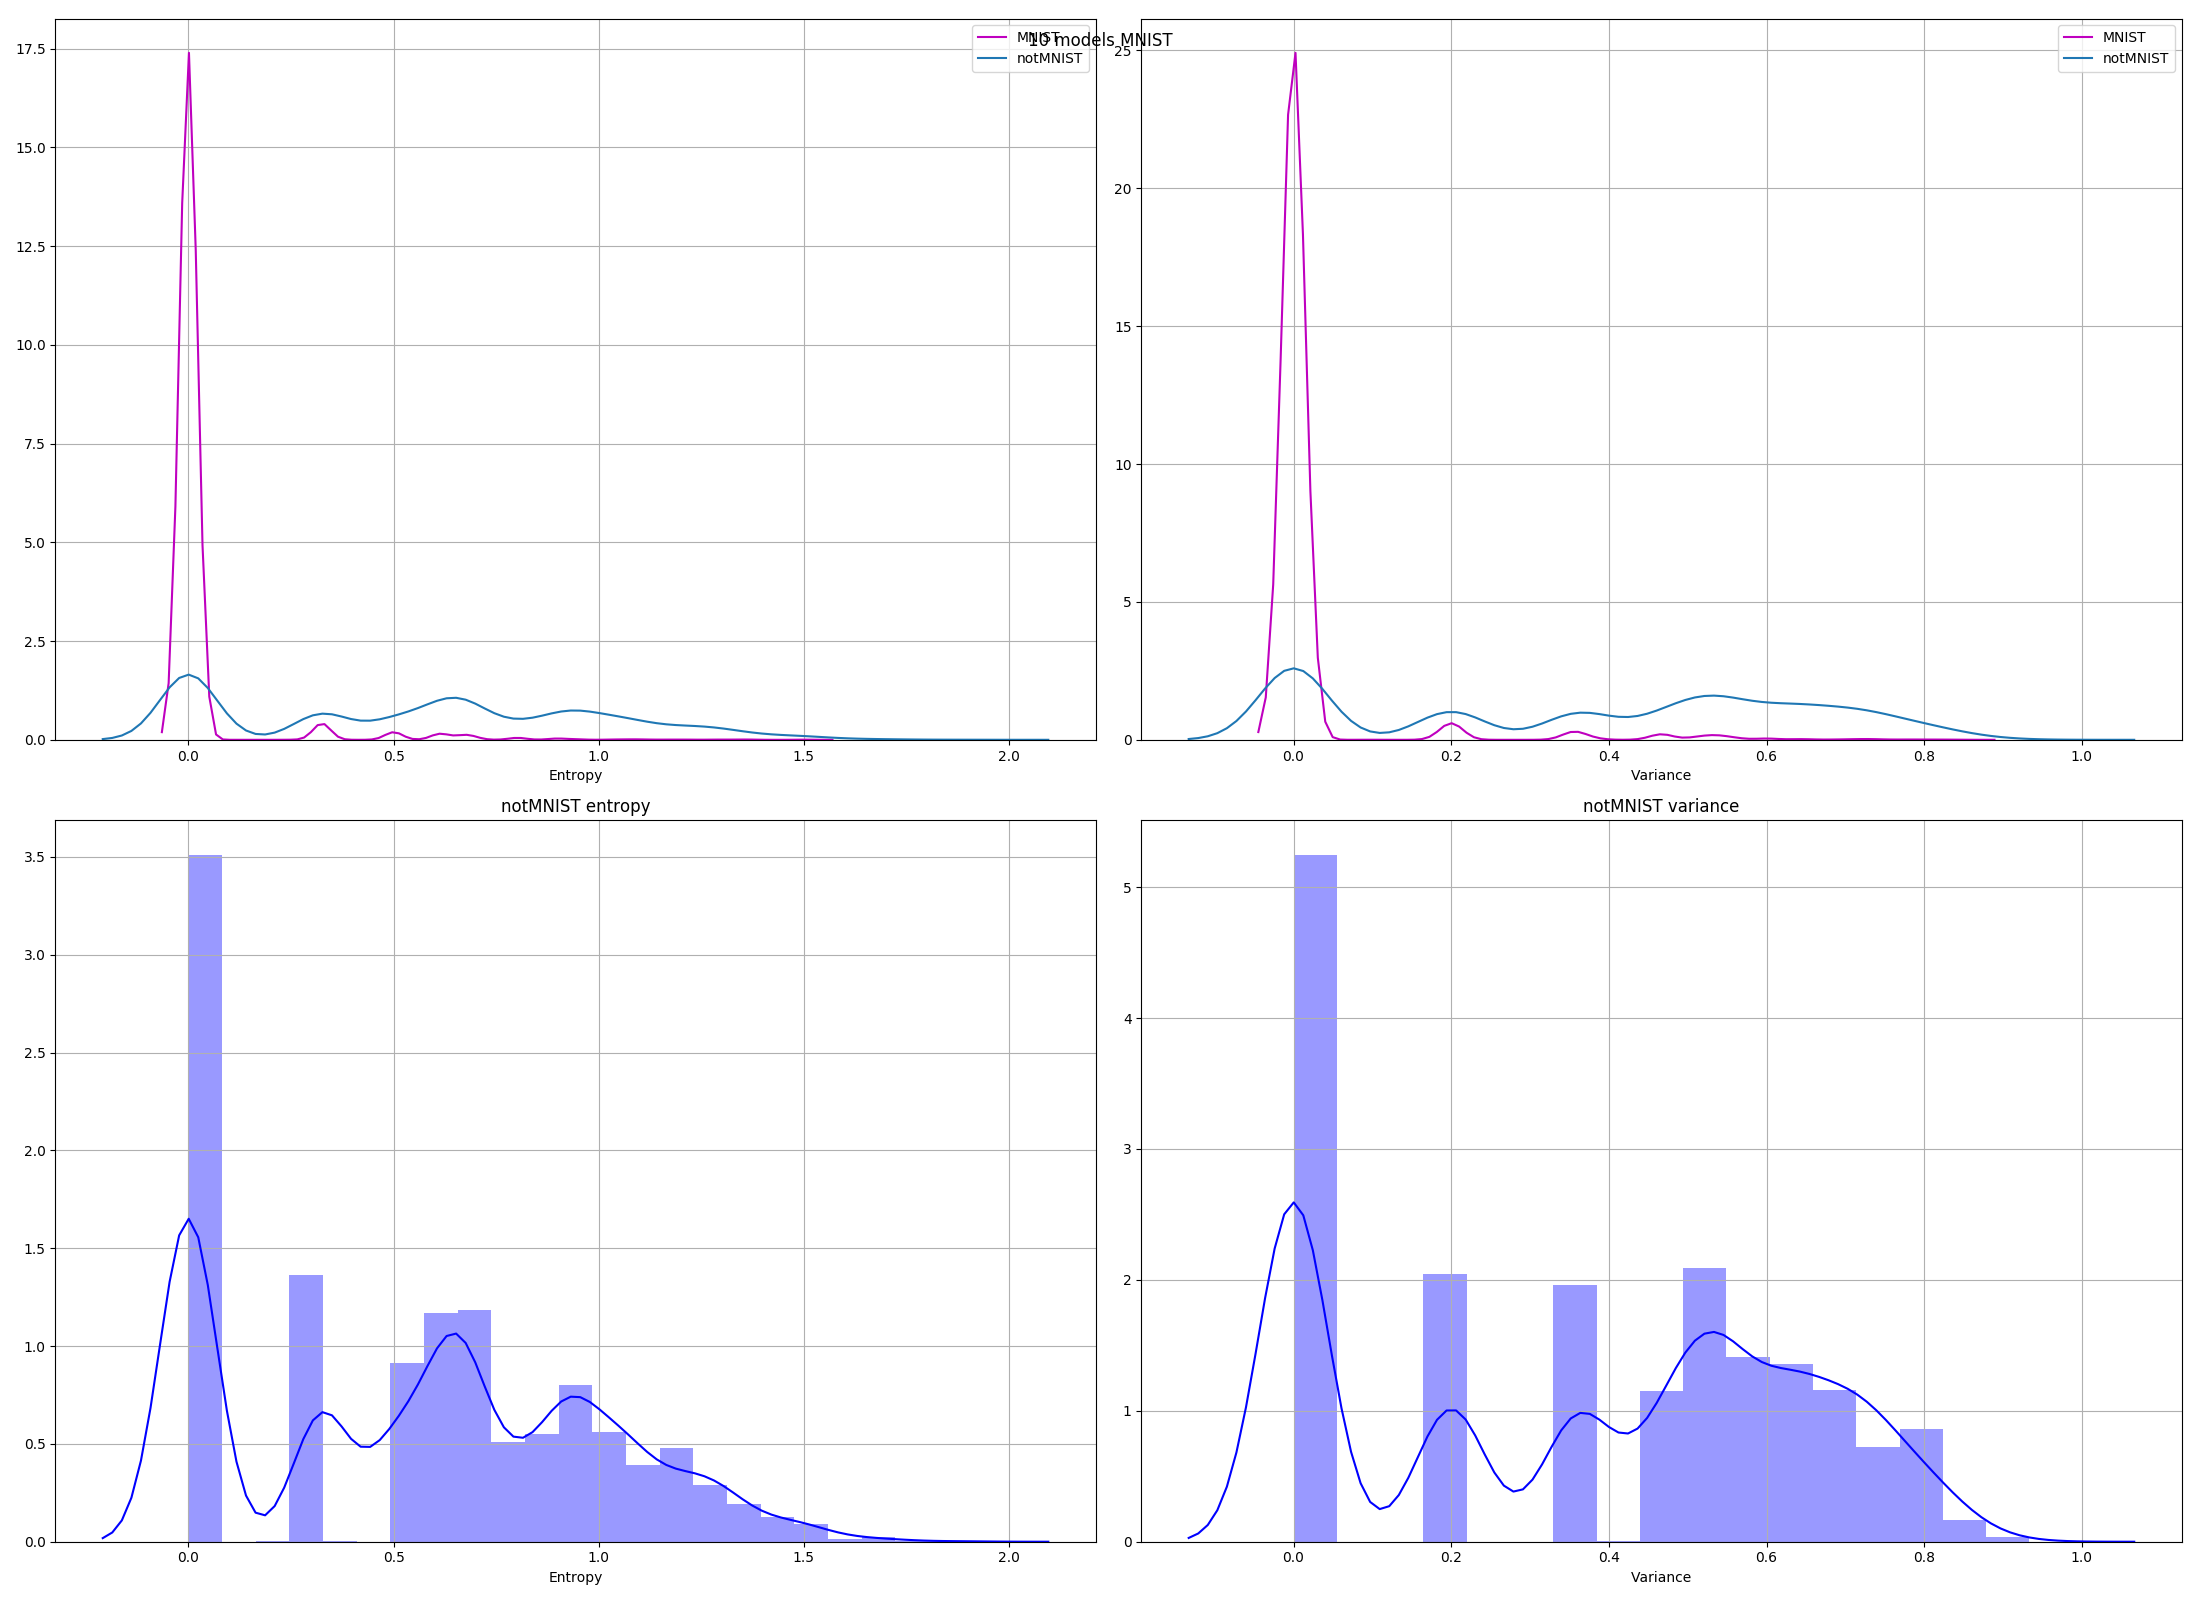 10 models MNIST
MNIST
notMNIST
17.5
15.0
12.5
10.0
7.5
5.0
2.5
0.0
0.0 0.5 1.0 1.5 2.0
Entropy
MNIST
notMNIST
25
20
15
10
5
0
0.0 0.2 0.4 0.6 0.8 1.0
Variance
notMNIST entropy
3.5
3.0
2.5
2.0
1.5
1.0
0.5
0.0
0.0 0.5 1.0 1.5 2.0
Entropy
notMNIST variance
5
4
3
2
1
0
0.0 0.2 0.4 0.6 0.8 1.0
Variance